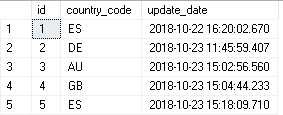 id country_code update_date
1 1 ES 2018-10-22 16:20:02.670
2 2 DE 2018-10-23 11:45:59.407
3 3 AU 2018-10-23 15:02:56.560
4 4 GB 2018-10-23 15:04:44.233
5 5 ES 2018-10-23 15:18:09.710